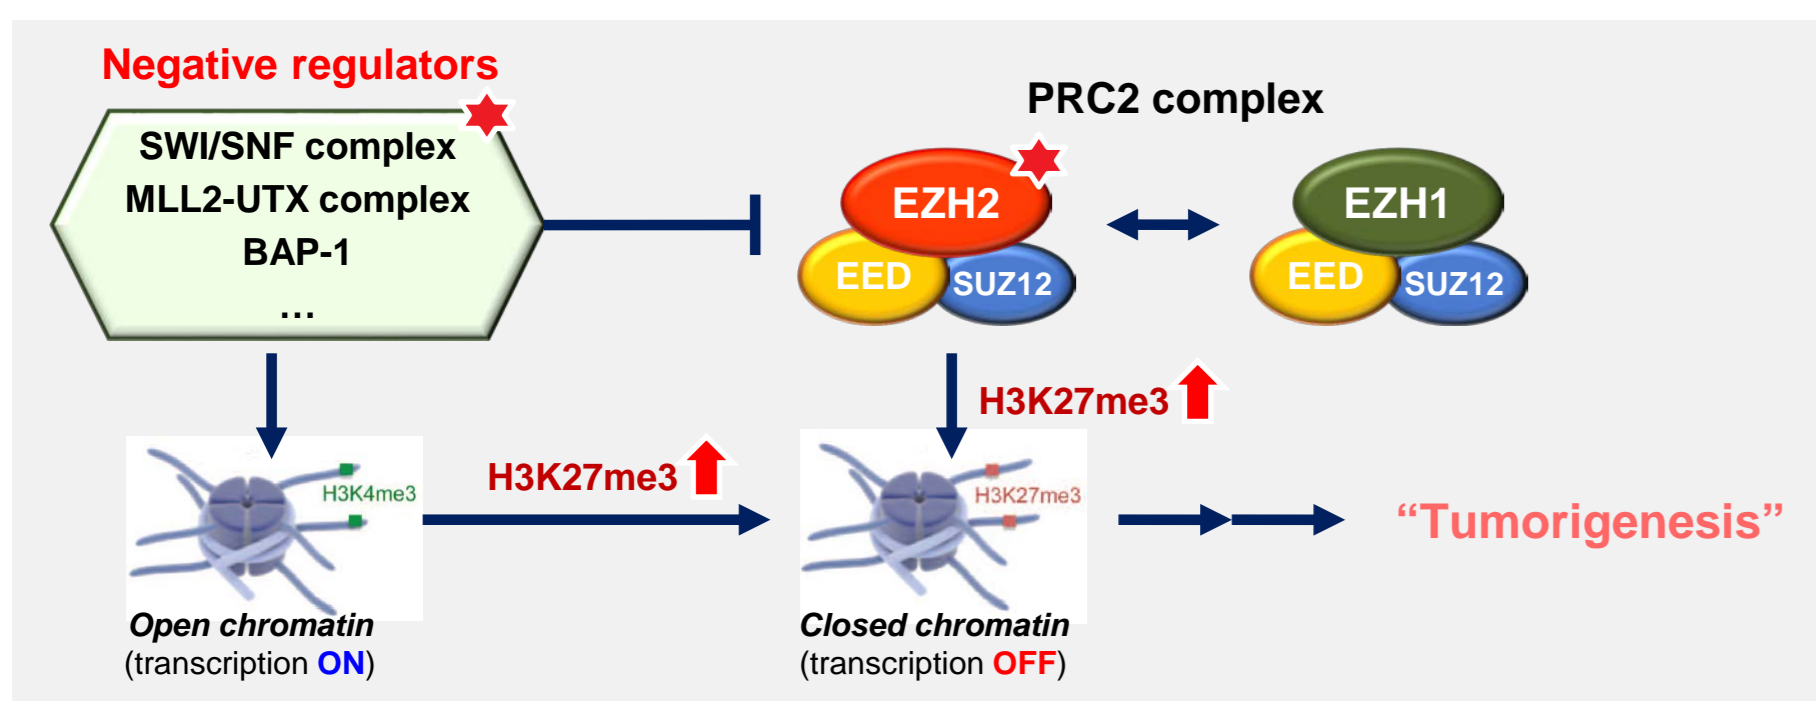 Negative regulators
SWI/SNF complex
MLL2-UTX complex
BAP-1
…
PRC2 complex
EZH2
EED
SUZ12
EZH1
EED
SUZ12
H3K27me3
H3K4me3
H3K27me3
H3K27me3
“Tumorigenesis”
Open chromatin
(transcription ON)
Closed chromatin
(transcription OFF)